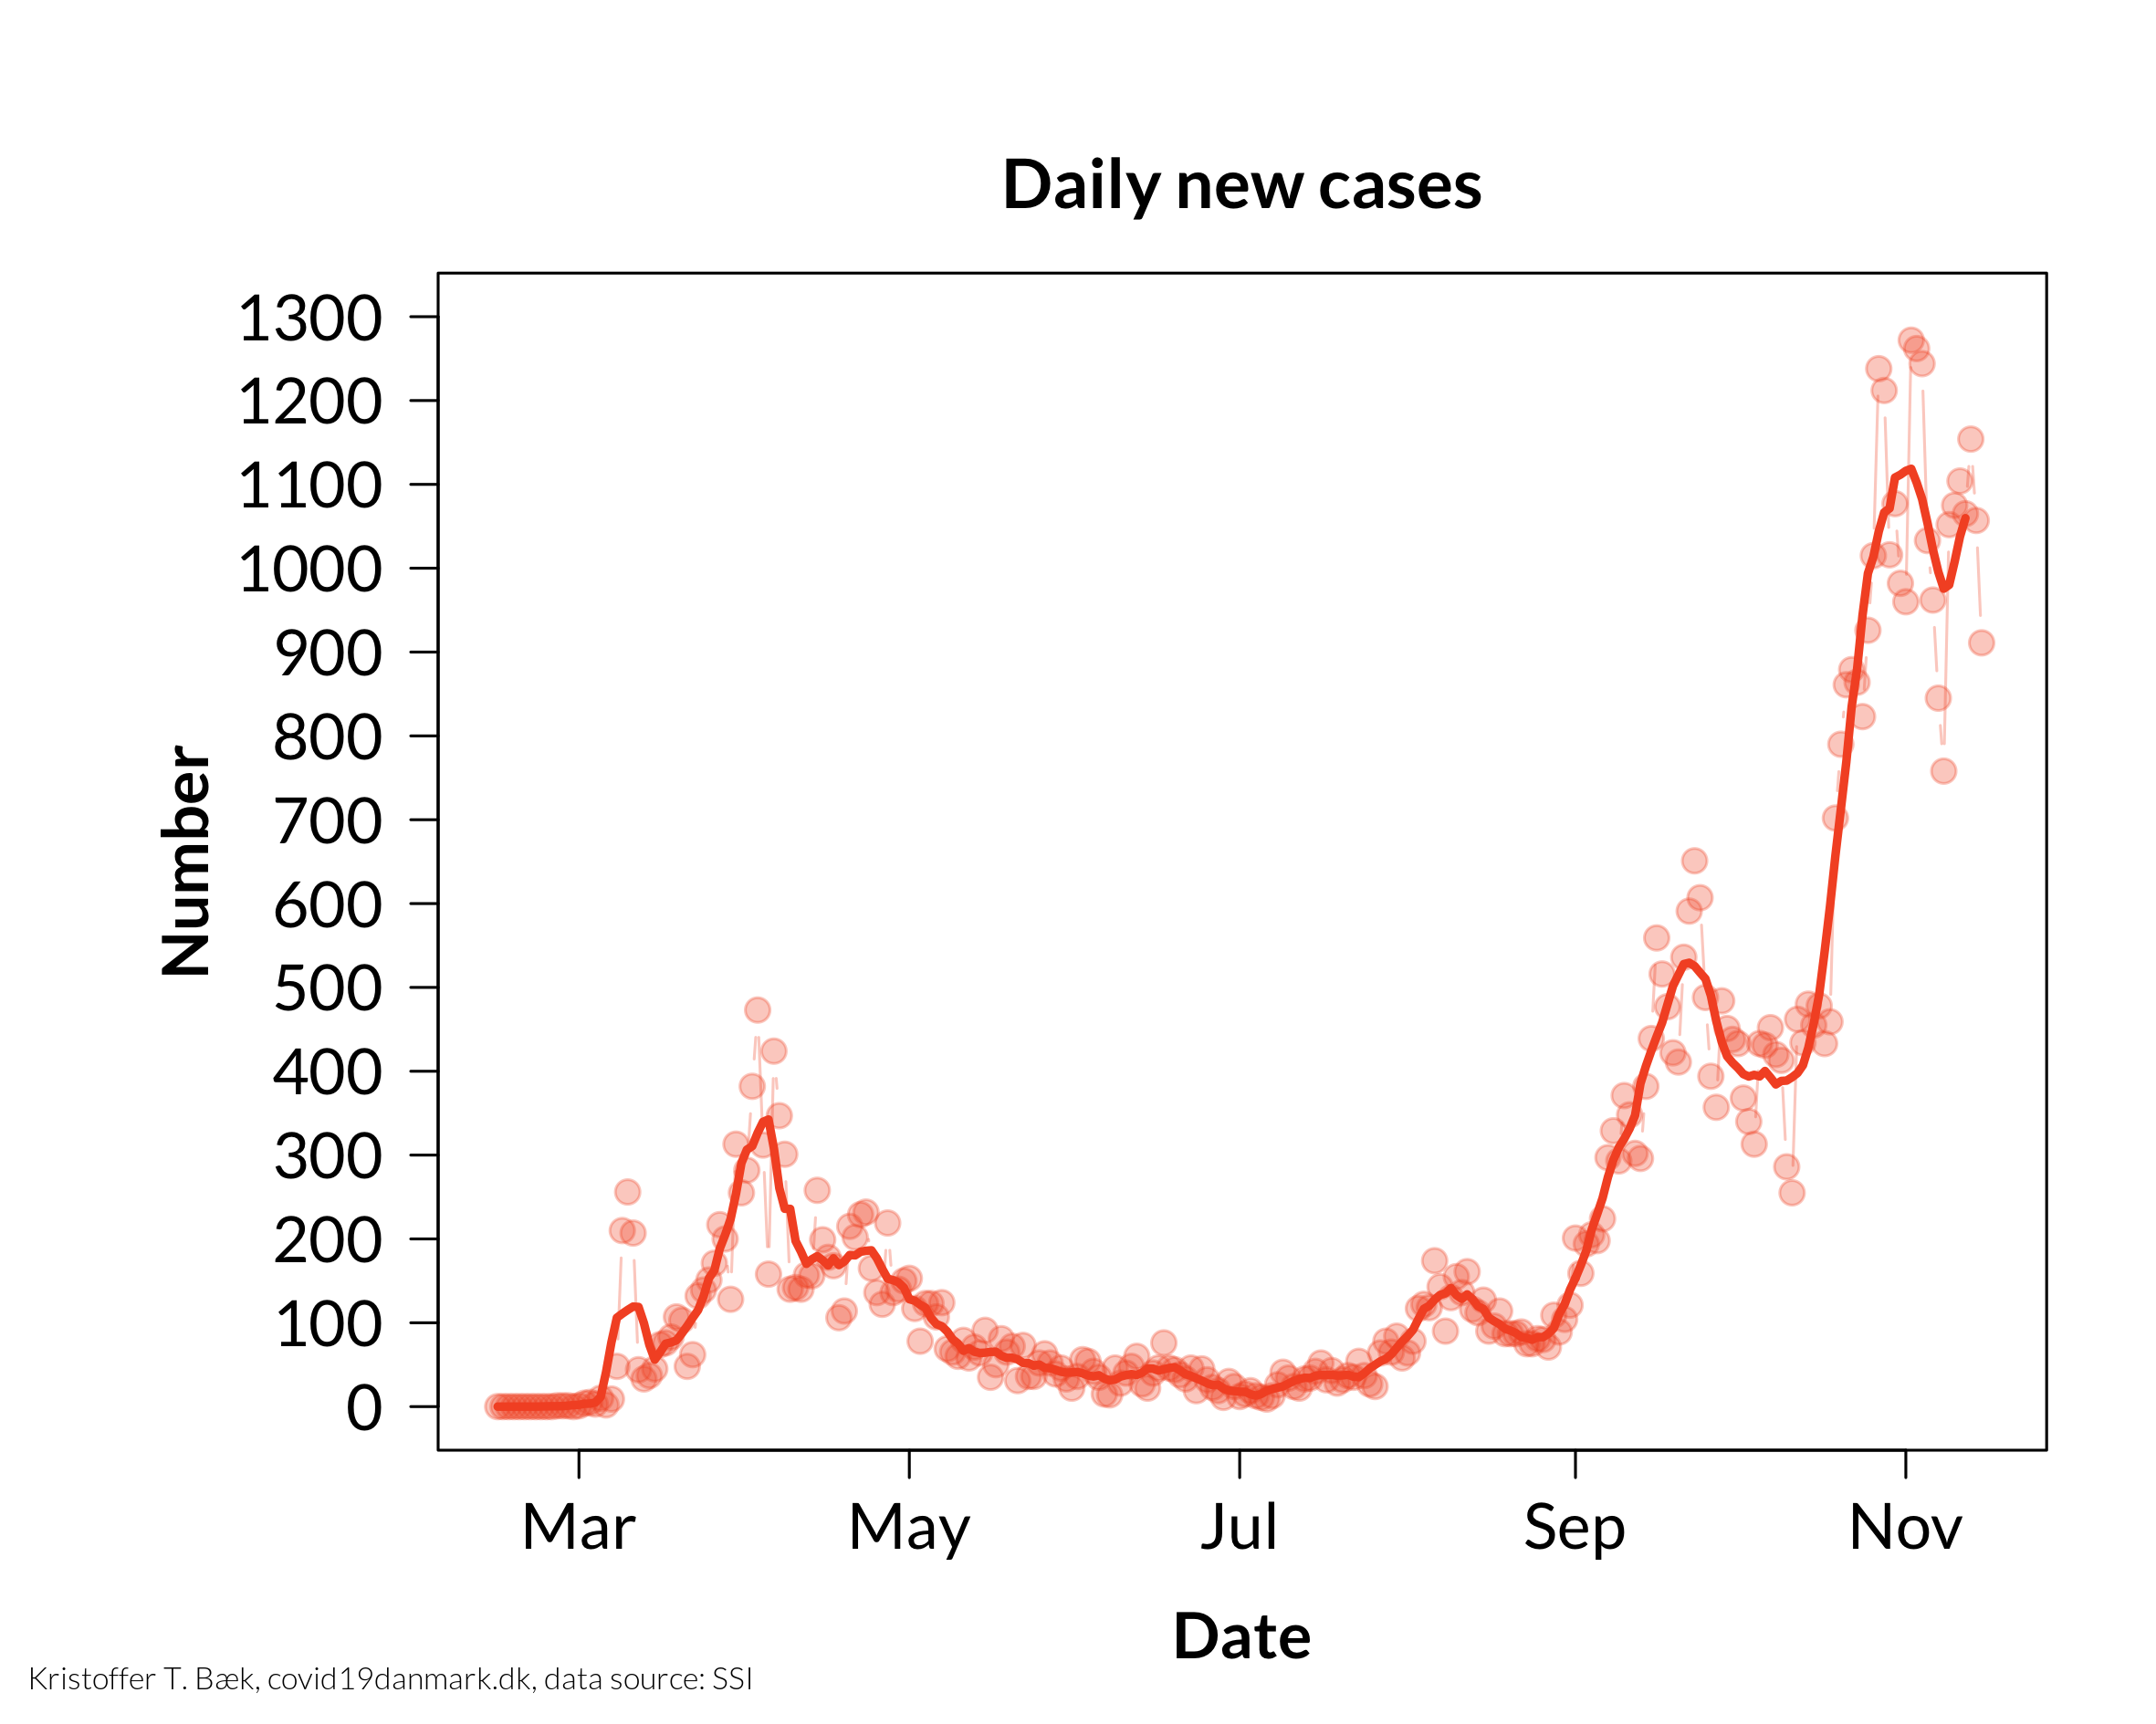 Daily new cases
1300
1200
1100
1000
900
800
700
600
500
400
300
200
100
0
Number
Mar May Jul Sep Nov
Date
Kristoffer T. Bæk, covid19danmark.dk, data source: SSI